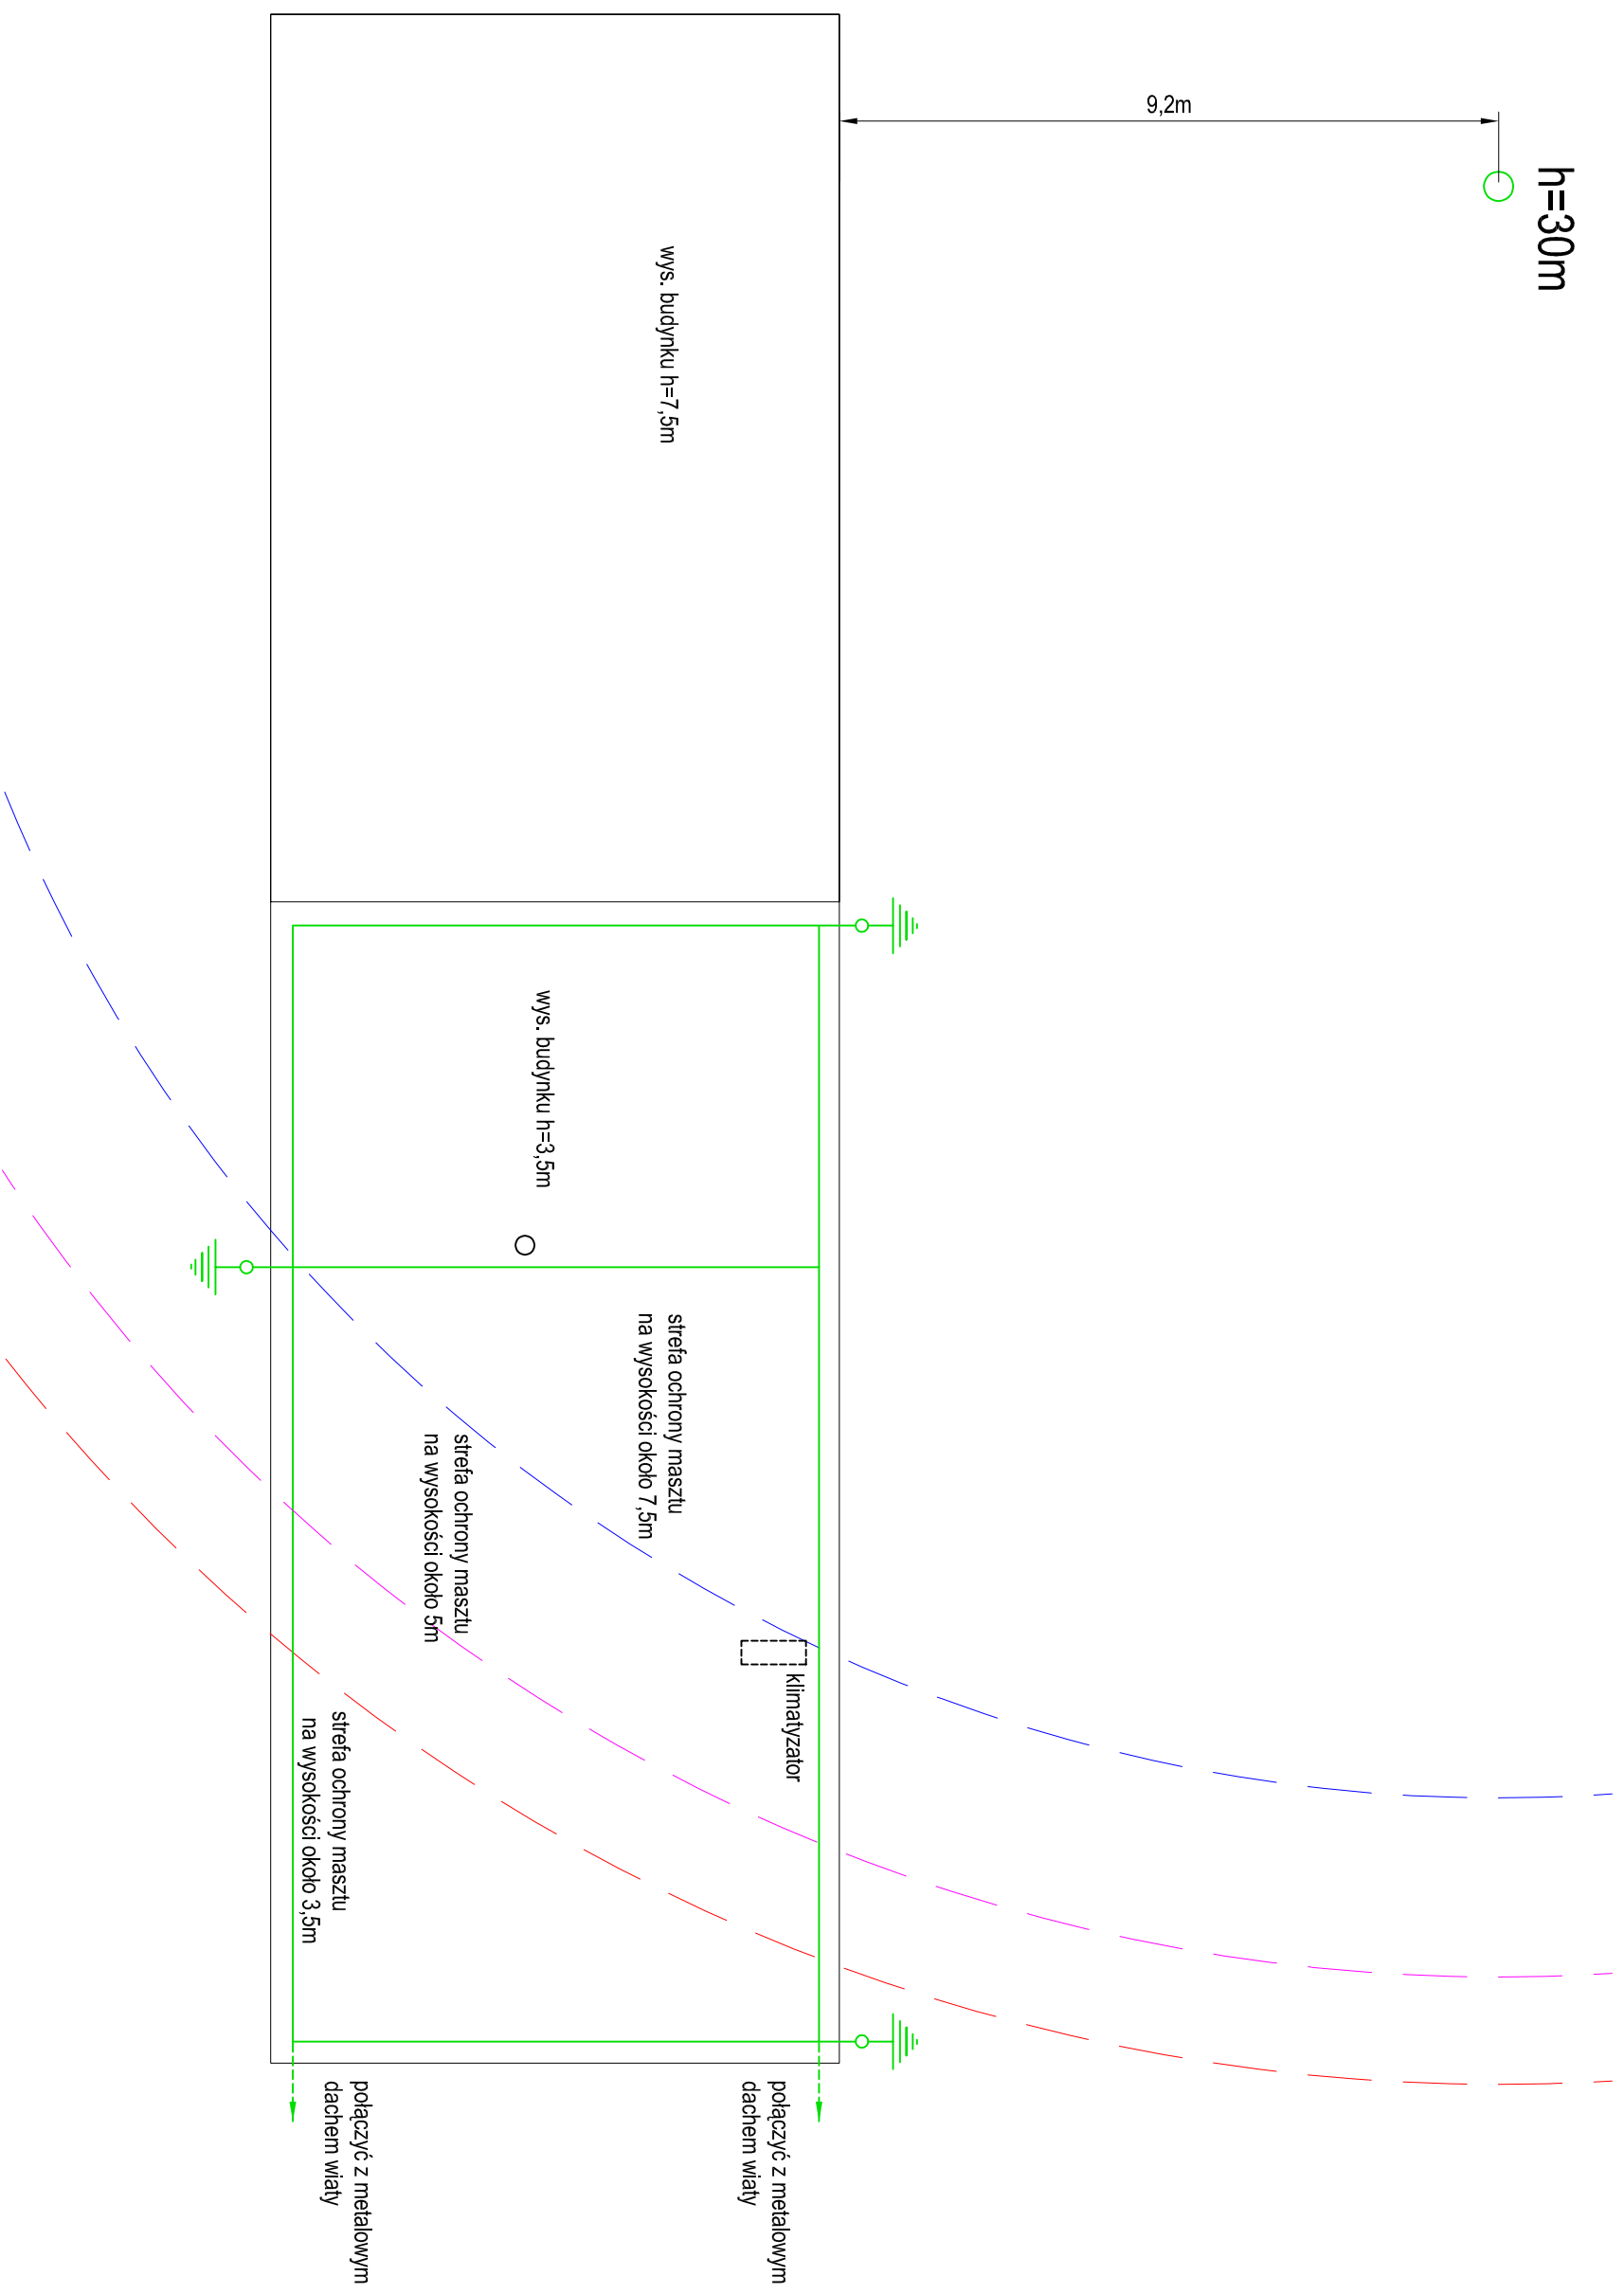 9,2m
h=30m
wys. budynku h=7,5m
wys. budynku h=3,5m
strefa ochrony masztu
na wysokości około 7,5m
strefa ochrony masztu
na wysokości około 5m
klimatyzator
strefa ochrony masztu
na wysokości około 3,5m
połączyć z metalowym
dachem wiaty
połączyć z metalowym
dachem wiaty